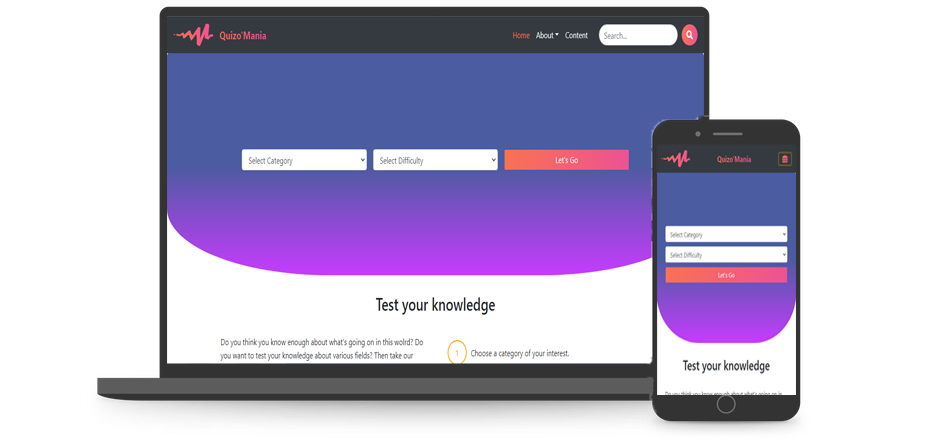 Quizo'Mania
Home About Content Search...
Select Category Select Difficulty Let's Go
Test your knowledge
Do you think you know enough about what's going on in this wolrd? Do
you want to test your knowledge about various fields? Then take our
1 Choose a category of your interest.
Quizo'Mania
Select Category
Select Difficulty
Let's Go
Test your knowledge
Do you think you know enough about what's going on in